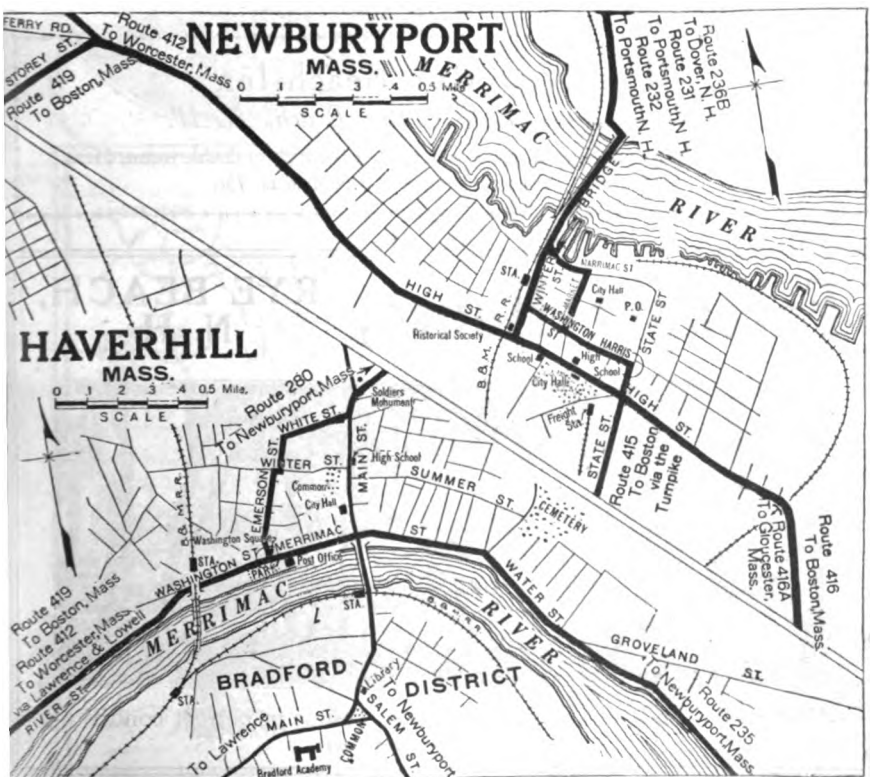 NEWBURYPORT
MASS.
0 .1 .2 .3 .4 0.5 Mile
SCALE
FERRY RD.
STOREY ST.
Route 412
To Worcester, Mass
Route 419
To Boston, Mass.
MERRIMAC
RIVER
Route 236B
To Dover, N. H.
Route 231
To Portsmouth, N. H.
Route 232
To Portsmouth N. H.
BRIDGE
MARRIMAC ST
STA.
WINTER
ST.
City Hall
P.O.
STATE ST.
HIGH
ST.
R.R.
WASHINGTON
ST
HARRIS
Ristorical Society
B.&M.
School
High
School
City Hall
HIGH
ST.
Freight
Sta.
STATE ST.
Route 415
To Boston
via the
Turnpike
Route 416A
To Gloucester,
Mass.
Route 416
To Boston, Mass.
HAVERHILL
MASS.
0 .1 .2 .3 .4 0.5 Mile.
SCALE
Route 280
To Newburyport, Mass.
Soldiers
Monument
WHITE ST.
MAIN ST.
High School
WINTER ST.
EMERSON ST.
Common
City Hall
SUMMER
ST.
CEMETERY
B & M R.R.
Washington Square
STA.
WASHINGTON ST
MERRIMAC
ST
PARK
Post Office
WATER ST.
GROVELAND
ST.
Route 419
To Boston, Mass
Route 412
To Worcester, Mass
via Lawrence & Lowell
RIVER ST.
MERRIMAC
RIVER
STA.
B.&M.R.R.
STA.
BRADFORD
DISTRICT
Library
To Newburyport
SALEM
ST.
MAIN ST.
COMMON
To Lawrence
Bradford Academy
Route 235
To Newburyport, Mass.
RYE BEACH,
N. H.